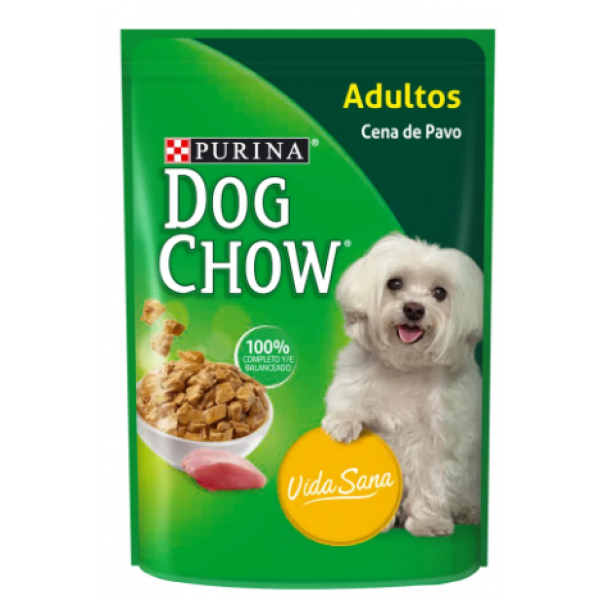 Adultos
Cena de Pavo
PURINA®
DOG
CHOW®
100%
COMPLETO Y/E
BALANCEADO
Vida Sana